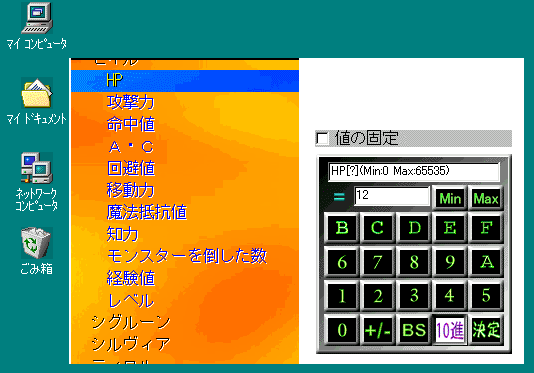 マイ コンピュータ
マイ ドキュメント
ネットワーク
コンピュータ
ごみ箱
HP
攻撃力
命中値
A・C
回避値
移動力
魔法抵抗値
知力
モンスターを倒した数
経験値
レベル
シグルーン
シルヴィア
値の固定
HP[?](Min:0 Max:65535)
= 12 Min Max
B C D E F
6 7 8 9 A
1 2 3 4 5
0 +/- BS 10進 決定